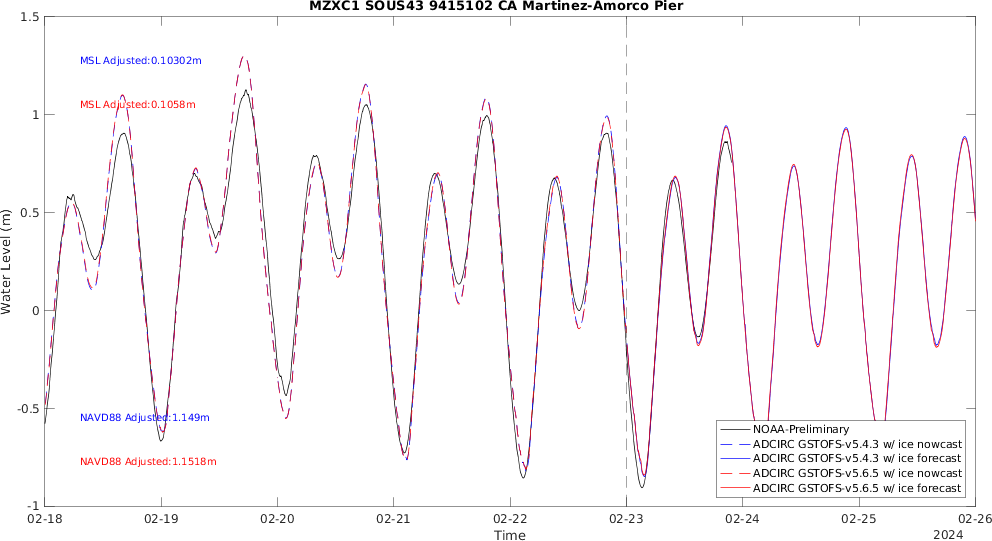 MZXC1 SOUS43 9415102 CA Martinez-Amorco Pier
1.5
1
0.5
0
-0.5
-1
Water Level (m)
MSL Adjusted:0.10302m
MSL Adjusted:0.1058m
NAVD88 Adjusted:1.149m
NAVD88 Adjusted:1.1518m
NOAA-Preliminary
ADCIRC GSTOFS-v5.4.3 w/ ice nowcast
ADCIRC GSTOFS-v5.4.3 w/ ice forecast
ADCIRC GSTOFS-v5.6.5 w/ ice nowcast
ADCIRC GSTOFS-v5.6.5 w/ ice forecast
02-18 02-19 02-20 02-21 02-22 02-23 02-24 02-25 02-26
Time
2024